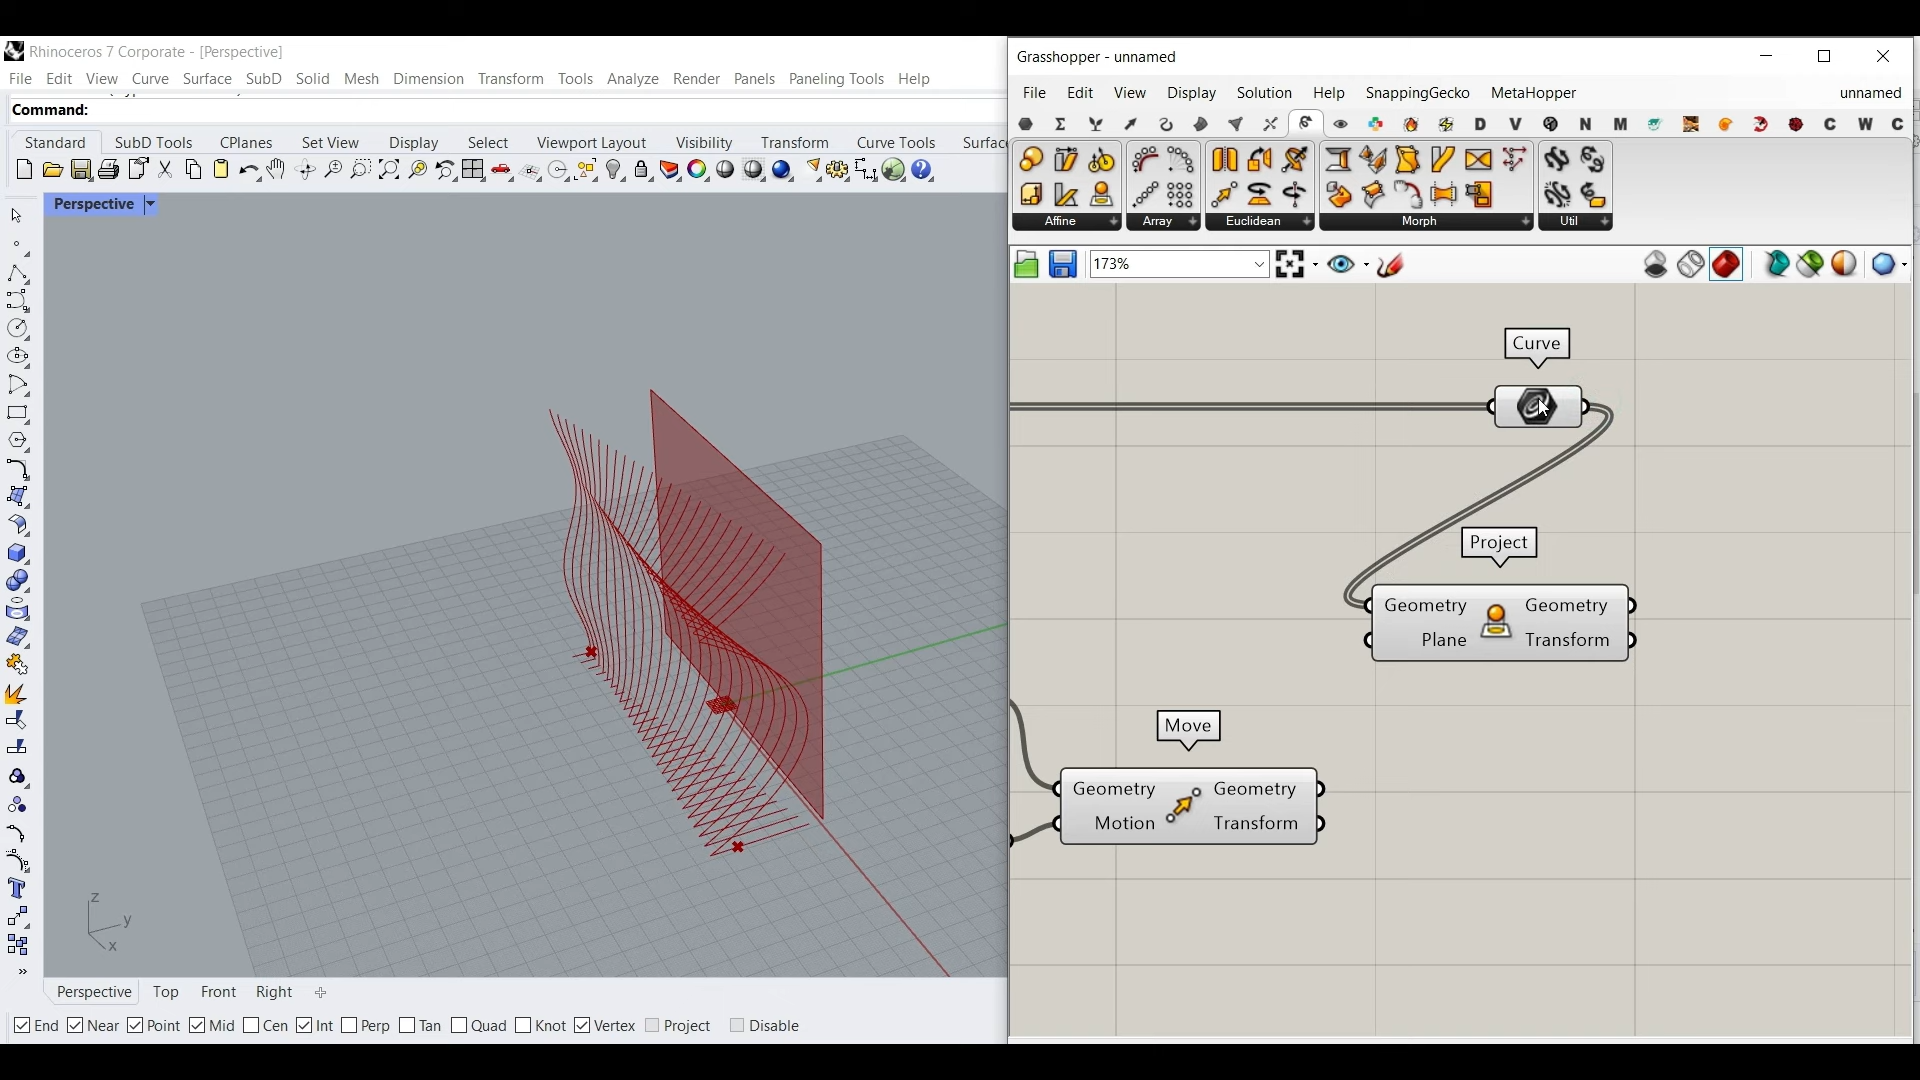 Rhinoceros 7 Corporate - [Perspective]
File Edit View Curve Surface SubD Solid Mesh Dimension Transform Tools Analyze Render Panels Paneling Tools Help
Command:
Standard SubD Tools CPlanes Set View Display Select Viewport Layout Visibility Transform Curve Tools Surfac
Perspective
z
y
x
Perspective Top Front Right
End Near Point Mid Cen Int Perp Tan Quad Knot Vertex Project Disable
Grasshopper - unnamed
File Edit View Display Solution Help SnappingGecko MetaHopper unnamed
D V N M C W C
Affine Array Euclidean Morph Util
173%
Curve
Project
Geometry Geometry
Plane Transform
Move
Geometry Geometry
Motion Transform